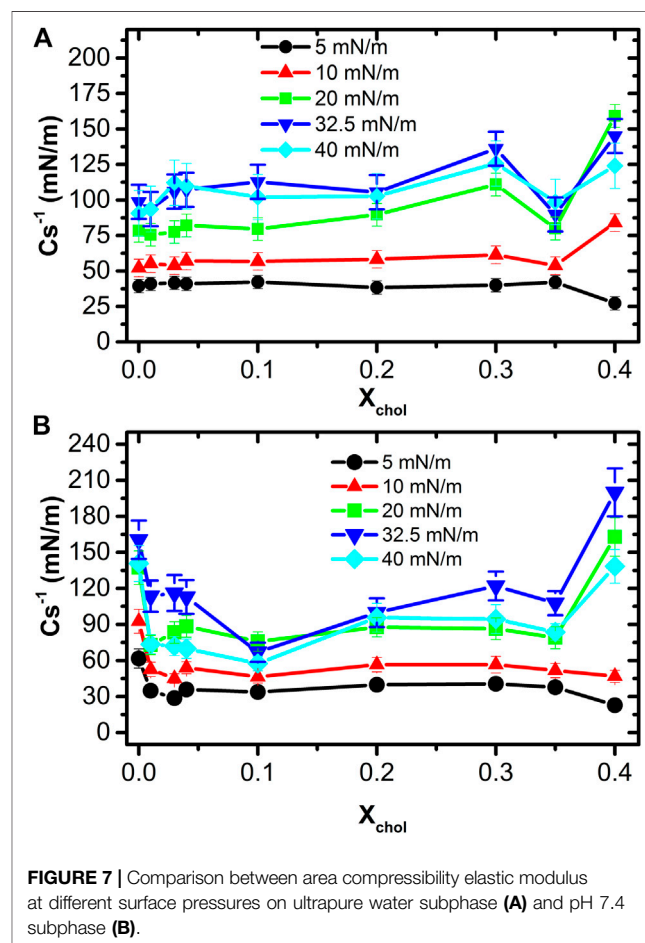 A
5 mN/m
10 mN/m
20 mN/m
32.5 mN/m
40 mN/m
Cs⁻¹ (mN/m)
200
175
150
125
100
75
50
25
0
0.0 0.1 0.2 0.3 0.4
X_chol
B
5 mN/m
10 mN/m
20 mN/m
32.5 mN/m
40 mN/m
Cs⁻¹ (mN/m)
240
210
180
150
120
90
60
30
0
0.0 0.1 0.2 0.3 0.4
X_chol
FIGURE 7 | Comparison between area compressibility elastic modulus
at different surface pressures on ultrapure water subphase (A) and pH 7.4
subphase (B).